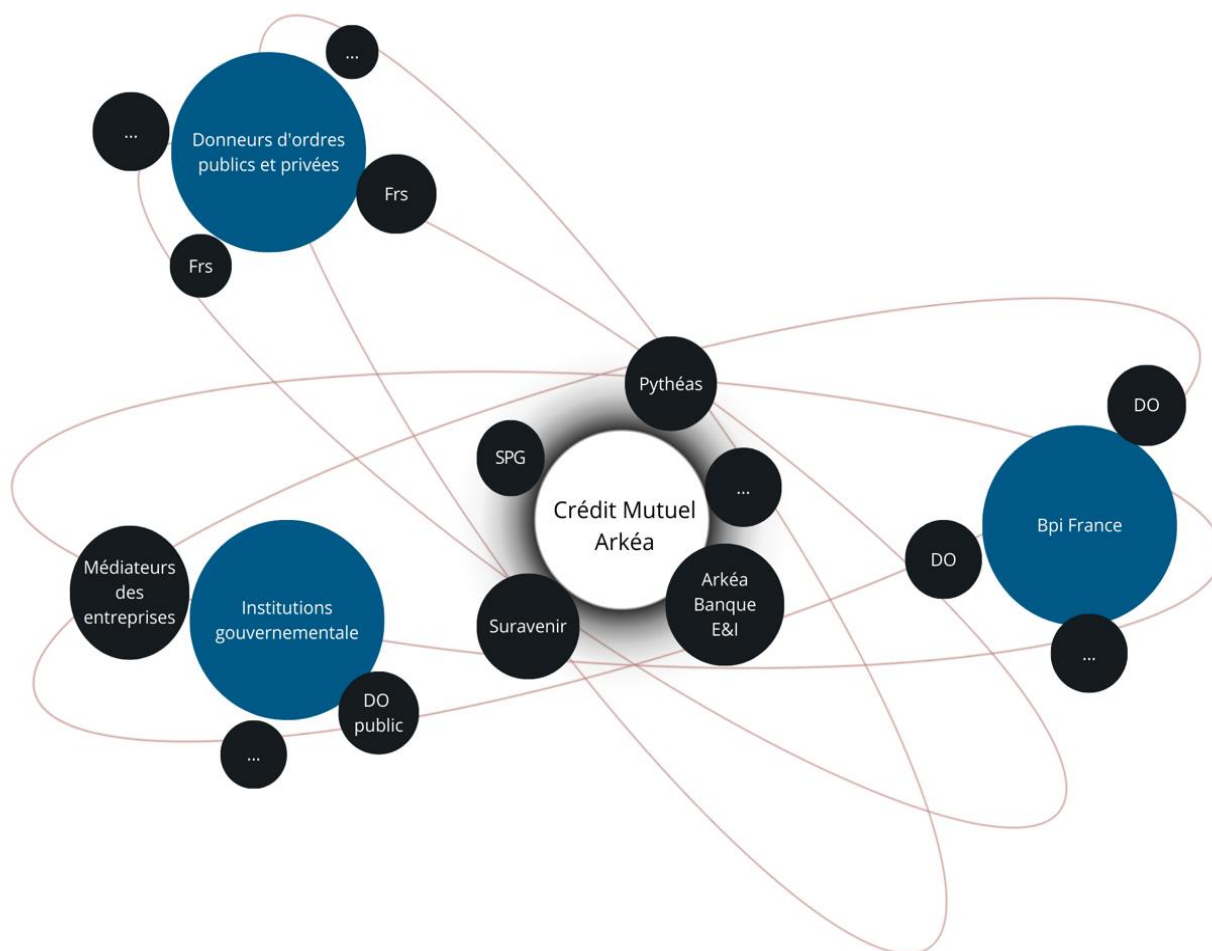 ...
...
Donneurs d'ordres
publics et privées
Frs
Frs
Pythéas
DO
SPG
...
Crédit Mutuel
Arkéa
Bpi France
DO
Médiateurs
des
entreprises
Institutions
gouvernementale
Arkéa
Banque
E&I
Suravenir
...
DO
public
...